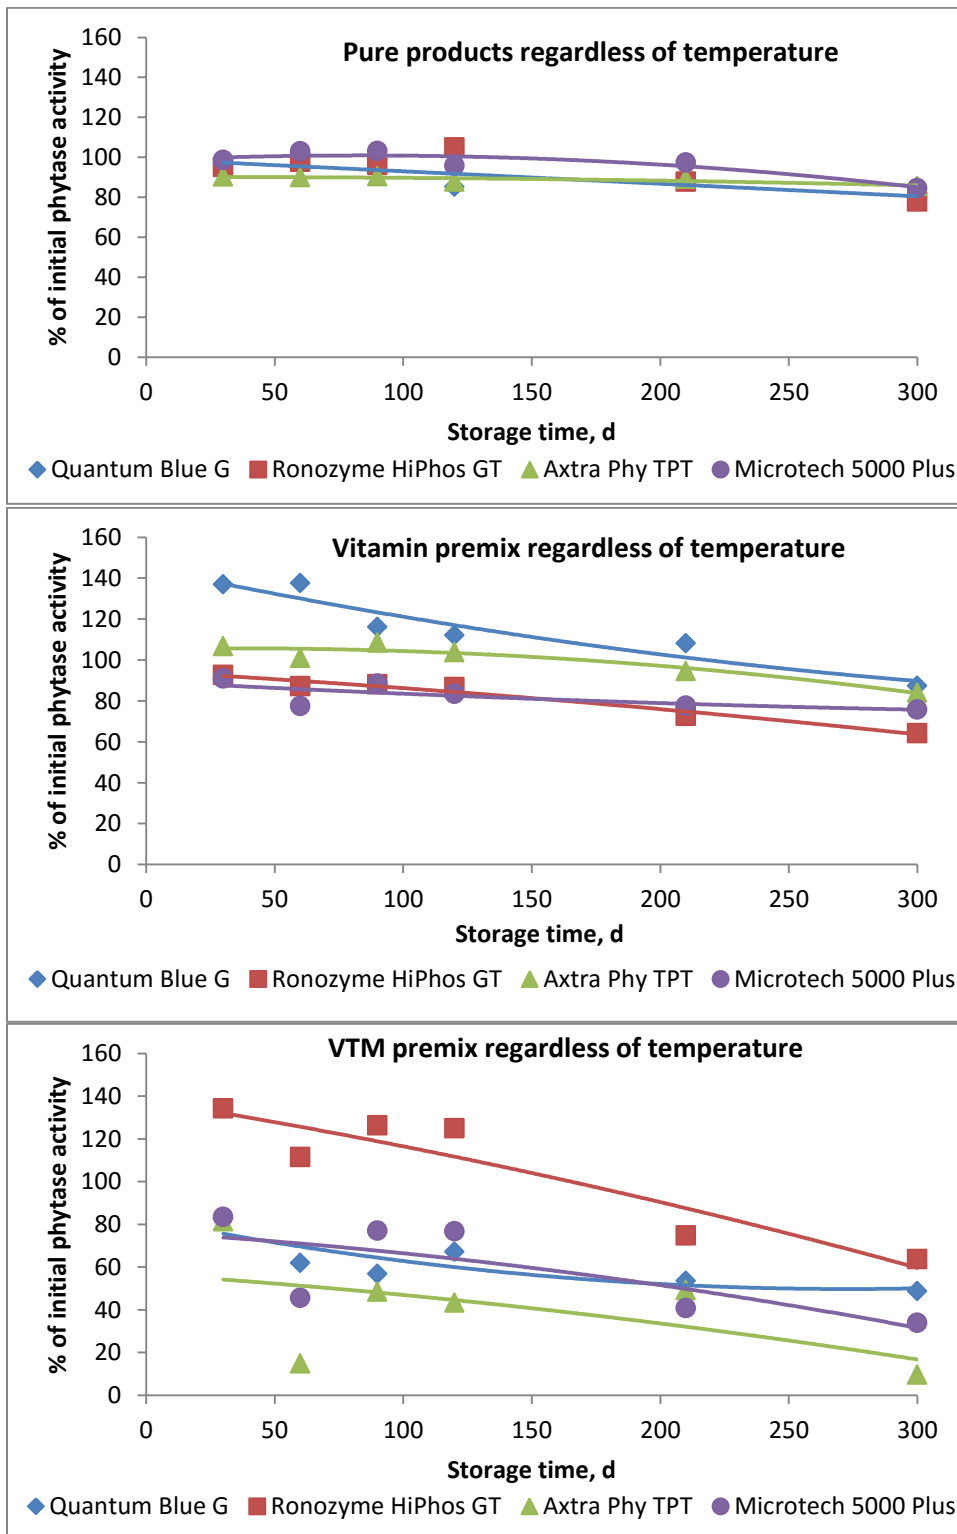 Pure products regardless of temperature
% of initial phytase activity
160
140
120
100
80
60
40
20
0
0 50 100 150 200 250 300
Storage time, d
Quantum Blue G Ronozyme HiPhos GT Axtra Phy TPT Microtech 5000 Plus
Vitamin premix regardless of temperature
% of initial phytase activity
160
140
120
100
80
60
40
20
0
0 50 100 150 200 250 300
Storage time, d
Quantum Blue G Ronozyme HiPhos GT Axtra Phy TPT Microtech 5000 Plus
VTM premix regardless of temperature
% of initial phytase activity
160
140
120
100
80
60
40
20
0
0 50 100 150 200 250 300
Storage time, d
Quantum Blue G Ronozyme HiPhos GT Axtra Phy TPT Microtech 5000 Plus